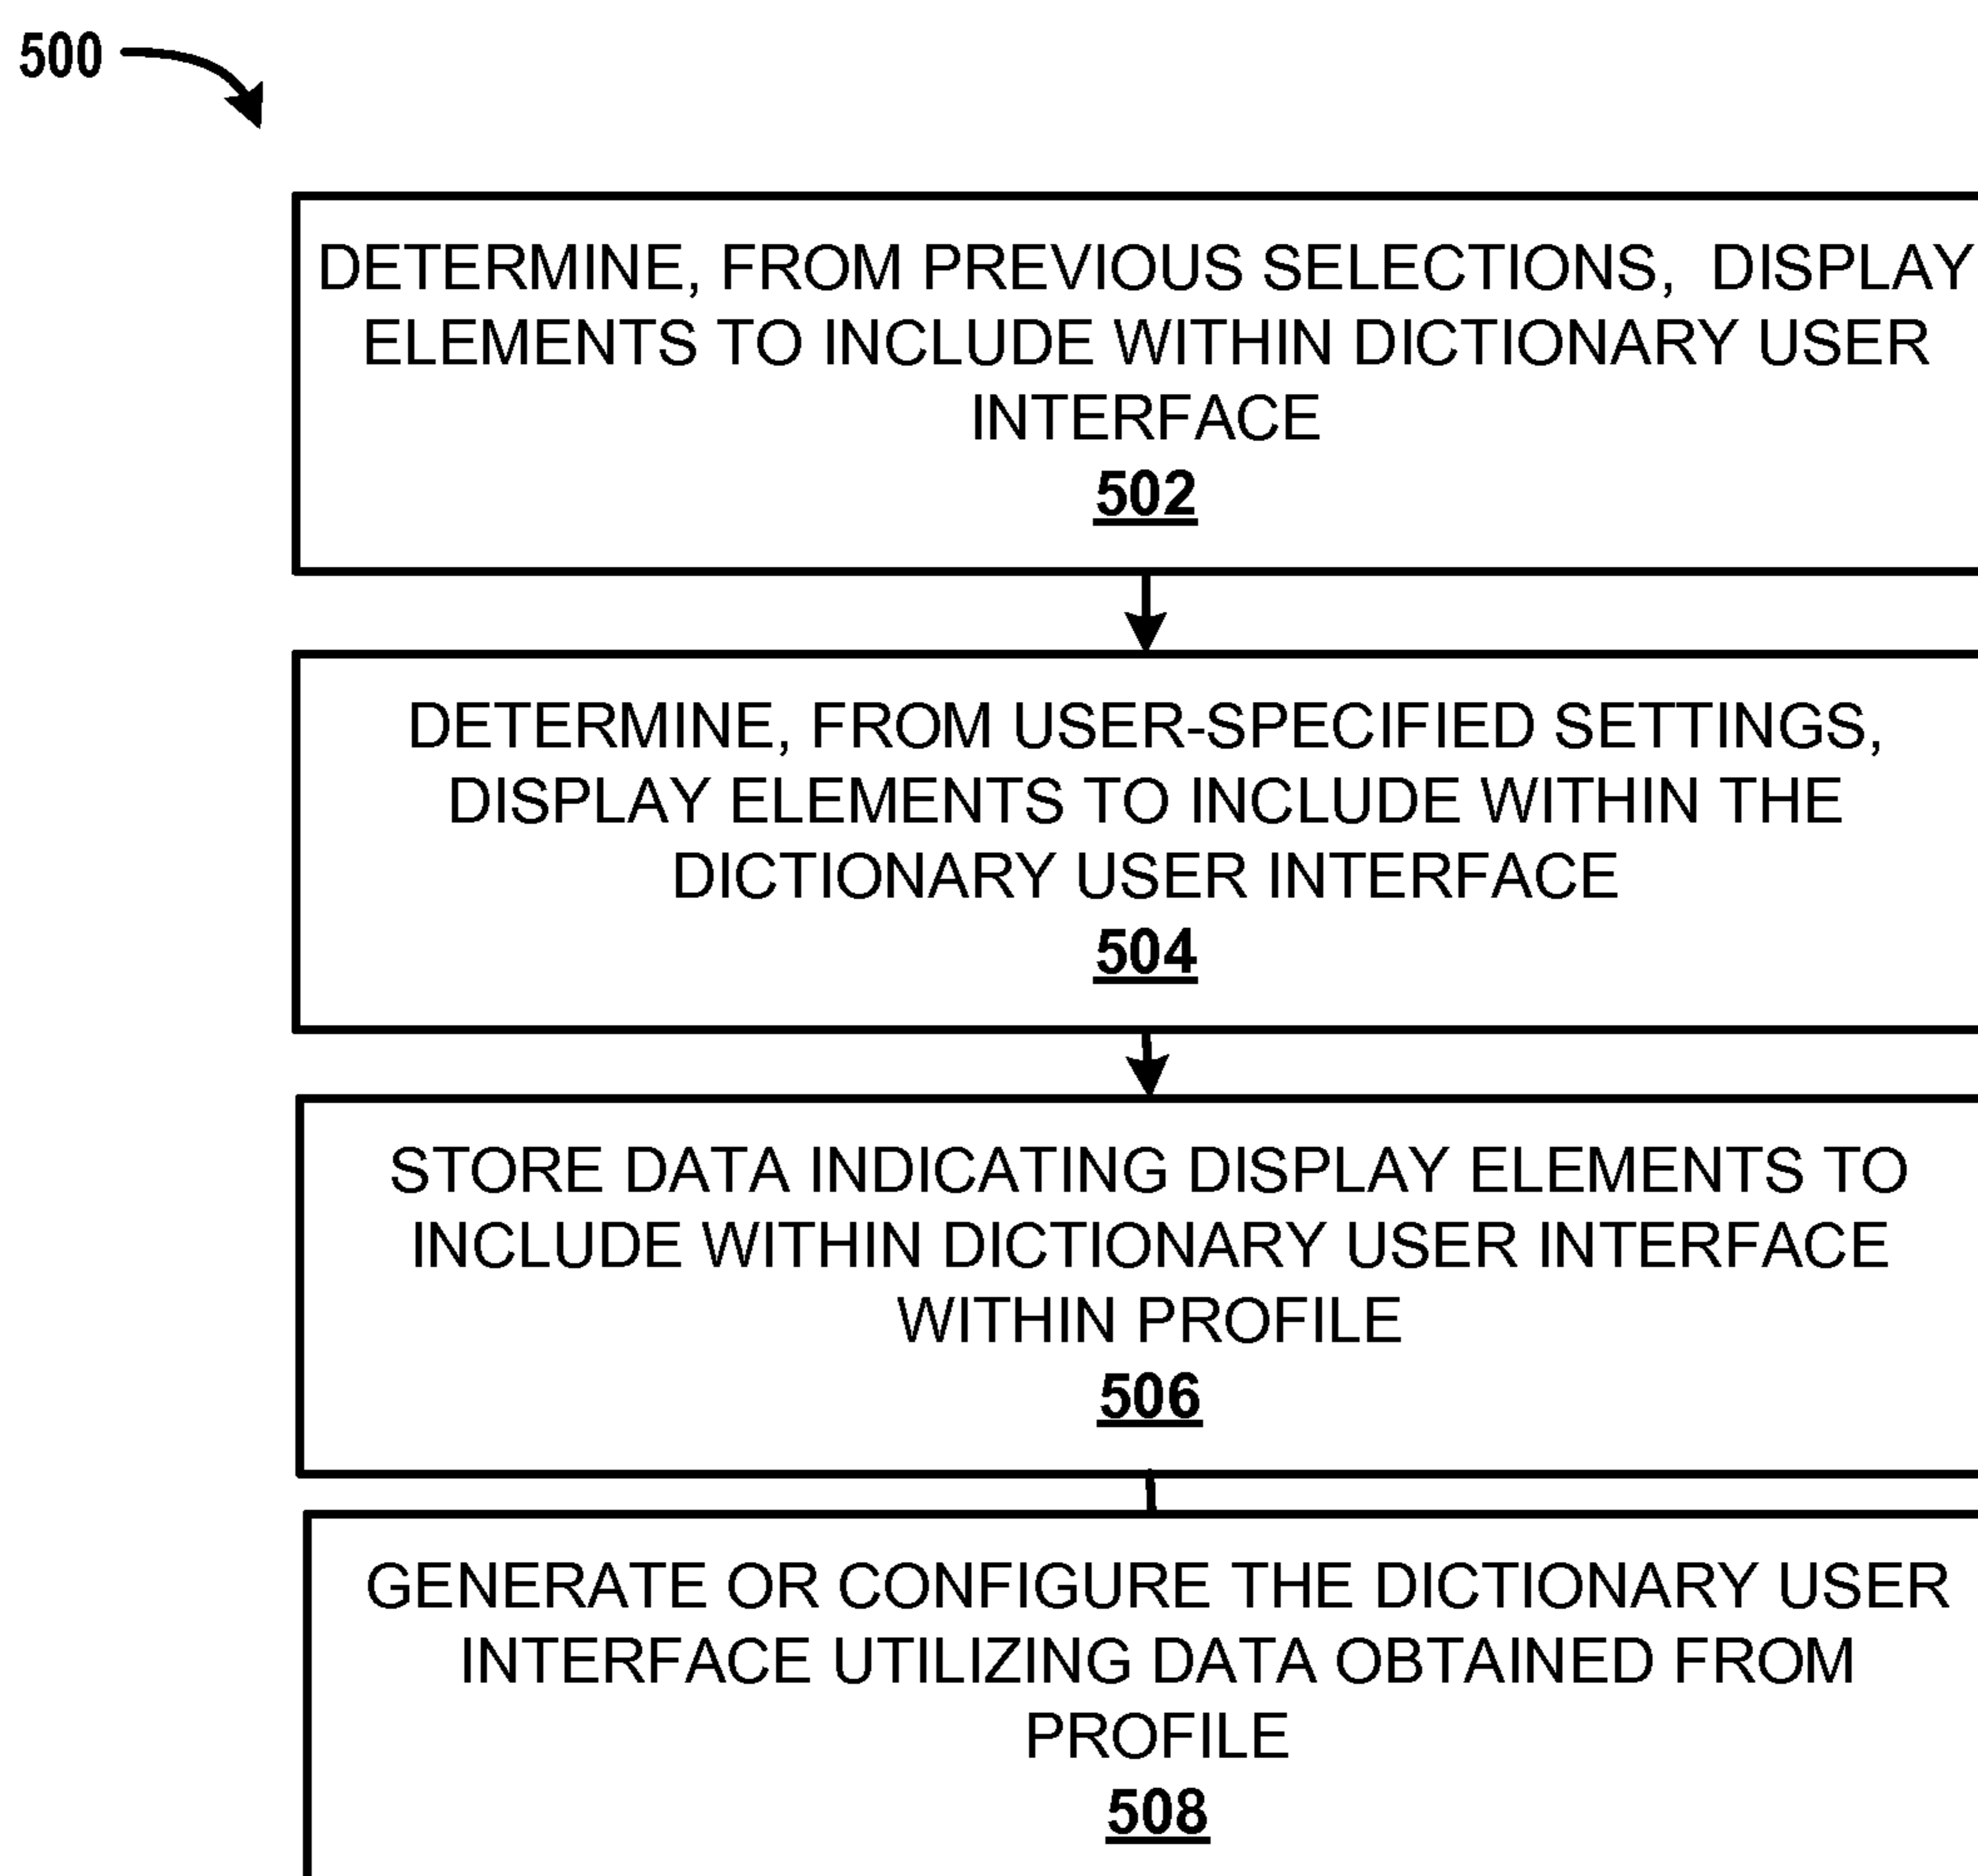 500
DETERMINE, FROM PREVIOUS SELECTIONS, DISPLAY
ELEMENTS TO INCLUDE WITHIN DICTIONARY USER
INTERFACE
502
DETERMINE, FROM USER-SPECIFIED SETTINGS,
DISPLAY ELEMENTS TO INCLUDE WITHIN THE
DICTIONARY USER INTERFACE
504
STORE DATA INDICATING DISPLAY ELEMENTS TO
INCLUDE WITHIN DICTIONARY USER INTERFACE
WITHIN PROFILE
506
GENERATE OR CONFIGURE THE DICTIONARY USER
INTERFACE UTILIZING DATA OBTAINED FROM
PROFILE
508